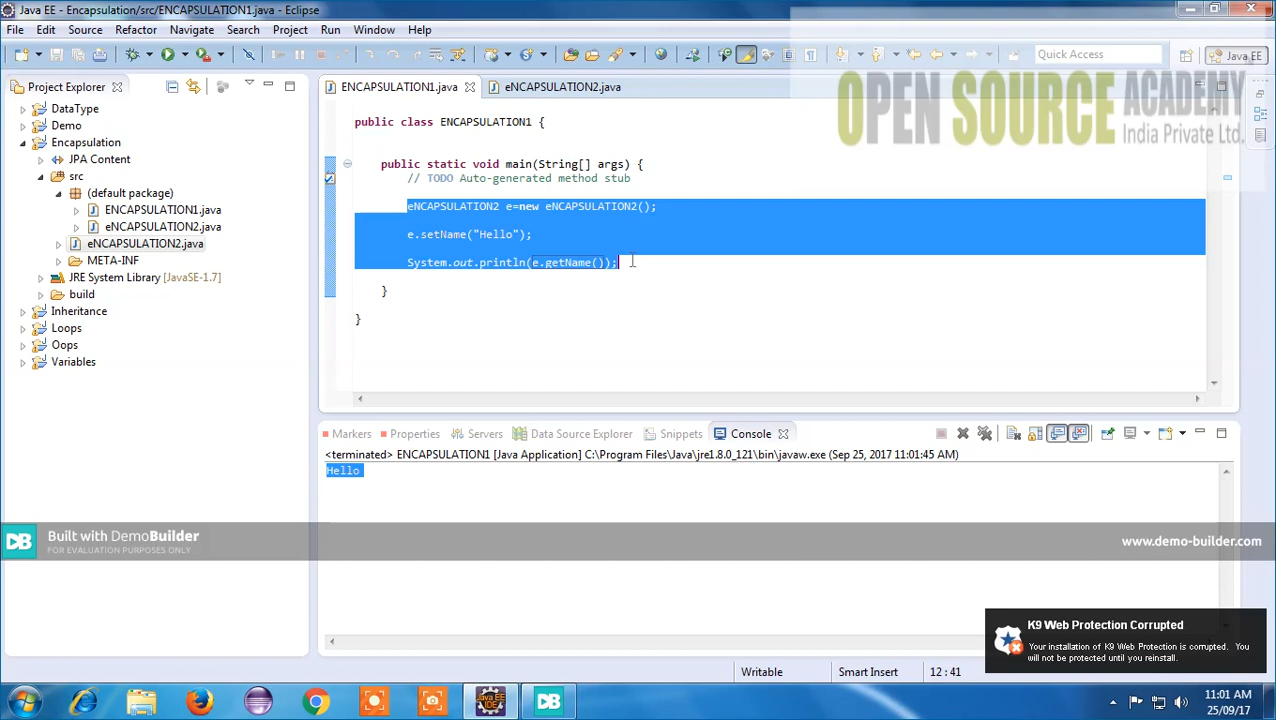 Java EE - Encapsulation/src/ENCAPSULATION1.java - Eclipse
File Edit Source Refactor Navigate Search Project Run Window Help
Quick Access
Java EE
OPEN SOURCE ACADEMY
India Private Ltd.
Project Explorer
DataType
Demo
Encapsulation
JPA Content
src
(default package)
ENCAPSULATION1.java
eNCAPSULATION2.java
eNCAPSULATION2.java
META-INF
JRE System Library [JavaSE-1.7]
build
Inheritance
Loops
Oops
Variables
ENCAPSULATION1.java eNCAPSULATION2.java
public class ENCAPSULATION1 {
public static void main(String[] args) {
// TODO Auto-generated method stub
eNCAPSULATION2 e=new eNCAPSULATION2();
e.setName("Hello");
System.out.println(e.getName());
}
}
Markers Properties Servers Data Source Explorer Snippets Console
<terminated> ENCAPSULATION1 [Java Application] C:\Program Files\Java\jre1.8.0_121\bin\javaw.exe (Sep 25, 2017 11:01:45 AM)
Hello
DB Built with DemoBuilder
FOR EVALUATION PURPOSES ONLY
www.demo-builder.com
K9 Web Protection Corrupted
Your installation of K9 Web Protection is corrupted. You
will not be protected until you reinstall.
Writable Smart Insert 12 : 41
Java EE
IDE
DB
11:01 AM
25/09/17